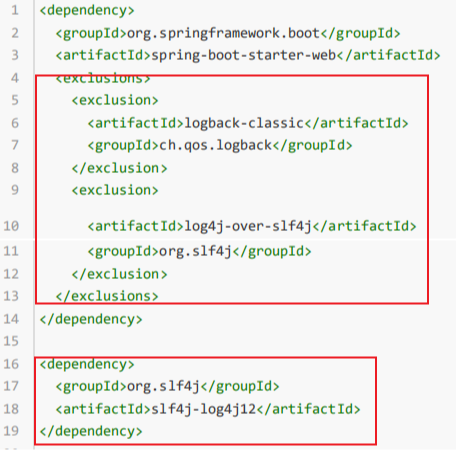 1 <dependency>
2 <groupId>org.springframework.boot</groupId>
3 <artifactId>spring-boot-starter-web</artifactId>
4 <exclusions>
5 <exclusion>
6 <artifactId>logback-classic</artifactId>
7 <groupId>ch.qos.logback</groupId>
8 </exclusion>
9 <exclusion>
10 <artifactId>log4j-over-slf4j</artifactId>
11 <groupId>org.slf4j</groupId>
12 </exclusion>
13 </exclusions>
14 </dependency>
15
16 <dependency>
17 <groupId>org.slf4j</groupId>
18 <artifactId>slf4j-log4j12</artifactId>
19 </dependency>